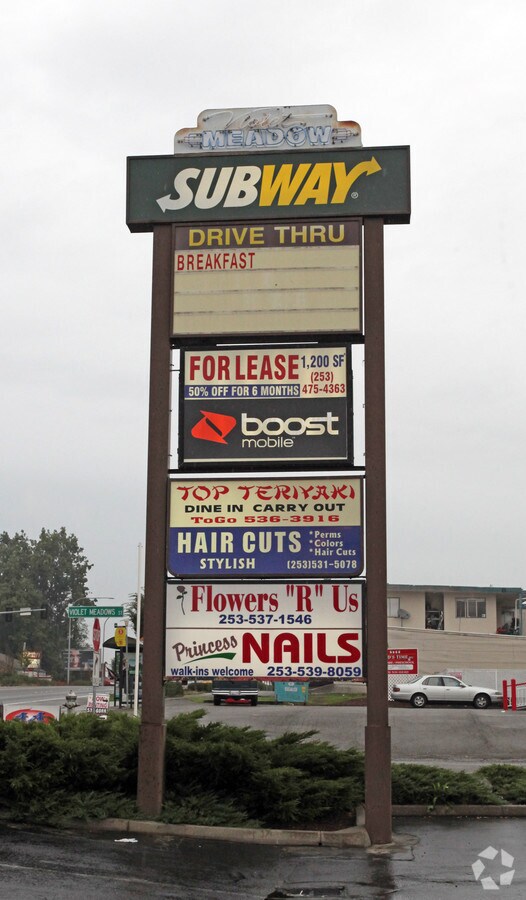 Violet
MEADOW
SUBWAY®
DRIVE THRU
BREAKFAST
FOR LEASE 1,200 SF
(253)
50% OFF FOR 6 MONTHS 475-4363
boost
mobile
TOP TERIYAKI
DINE IN CARRY OUT
ToGo 536-3916
HAIR CUTS
*Perms
*Colors
*Hair Cuts
STYLISH (253)531-5078
Flowers "R" Us
253-537-1546
Princess NAILS
walk-ins welcome 253-539-8059
VIOLET MEADOWS ST